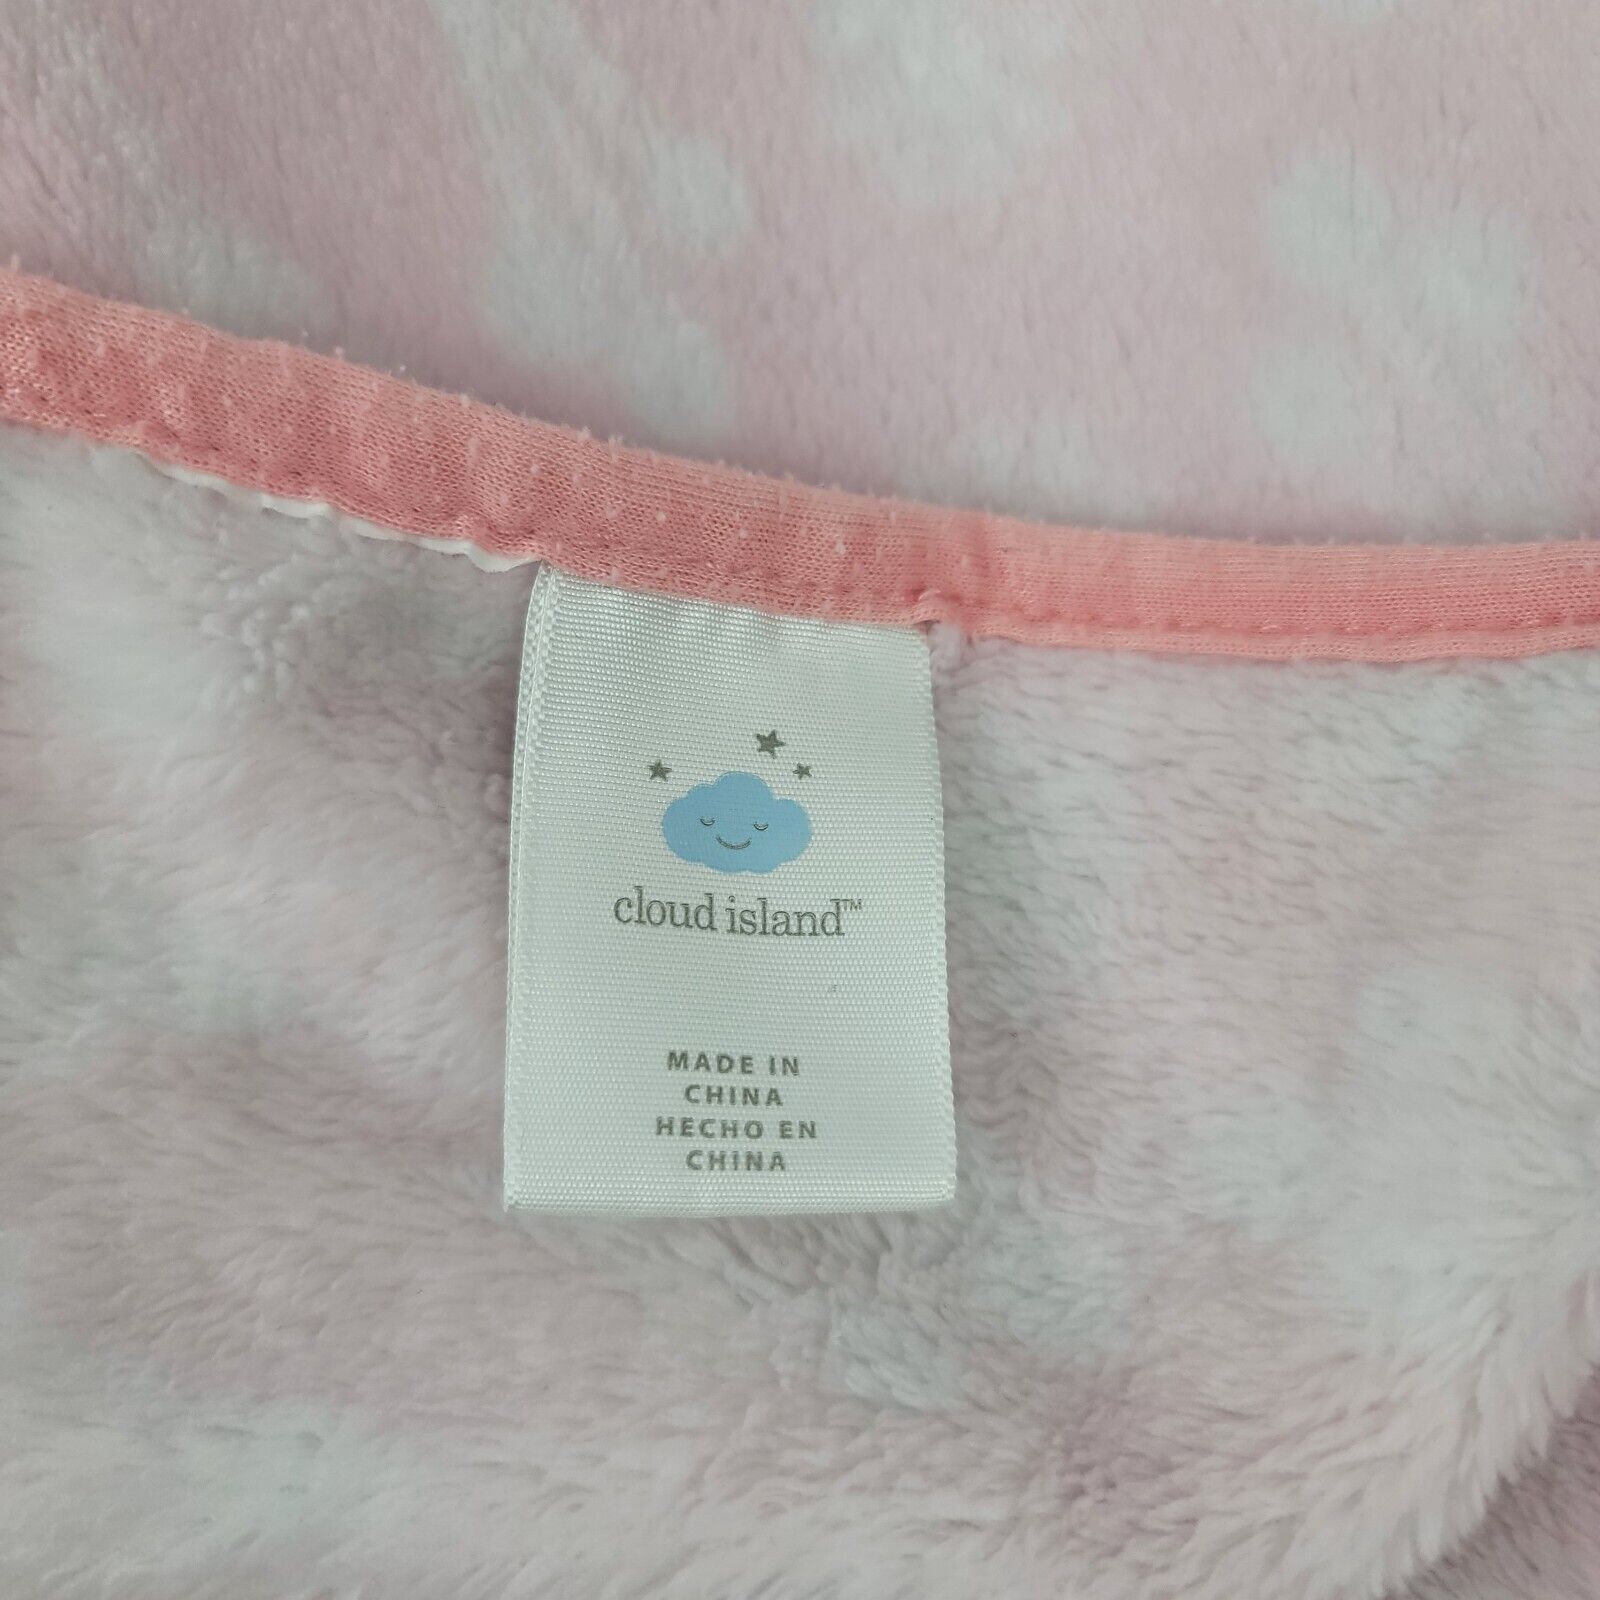 cloud island™
MADE IN
CHINA
HECHO EN
CHINA